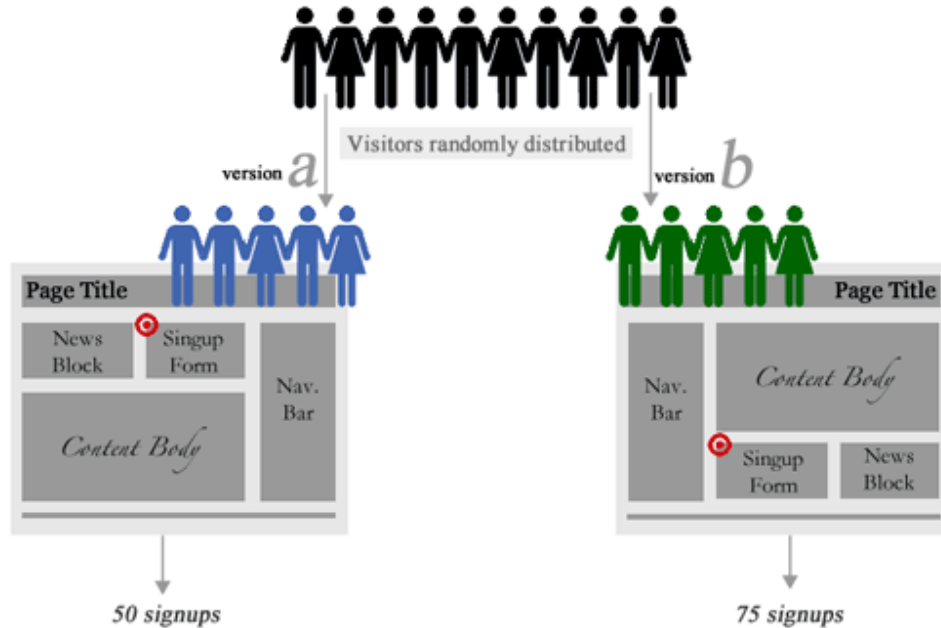 Visitors randomly distributed
version a
version b
Page Title
News
Block
Singup
Form
Nav.
Bar
Content Body
50 signups
Page Title
Nav.
Bar
Content Body
Singup
Form
News
Block
75 signups